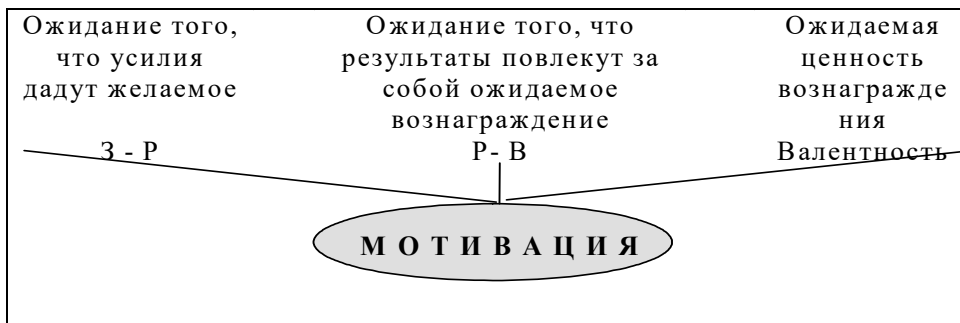 Ожидание того,
что усилия
дадут желаемое
З - Р
Ожидание того, что
результаты повлекут за
собой ожидаемое
вознаграждение
Р- В
Ожидаемая
ценность
вознагражде
ния
Валентность
МОТИВАЦИЯ